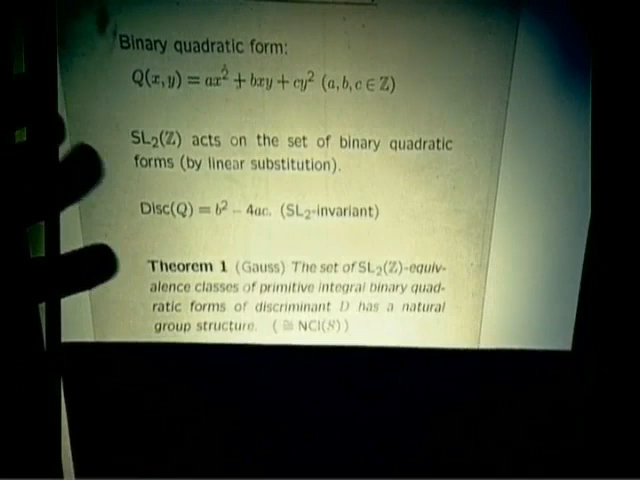 Binary quadratic form:
Q(x, y) = ax² + bxy + cy² (a, b, c ∈ ℤ)
SL₂(ℤ) acts on the set of binary quadratic
forms (by linear substitution).
Disc(Q) = b² – 4ac. (SL₂-invariant)
Theorem 1 (Gauss) The set of SL₂(ℤ)-equiv-
alence classes of primitive integral binary quad-
ratic forms of discriminant D has a natural
group structure. (≅ NCl(S))